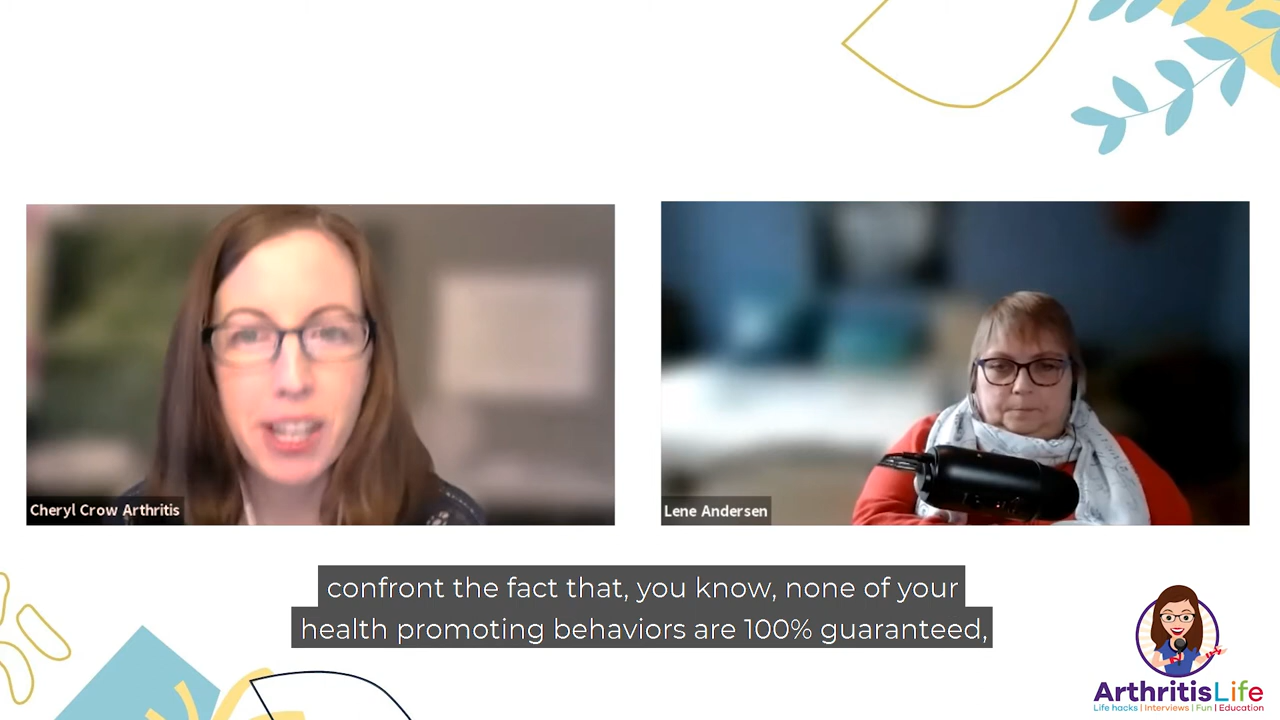 Cheryl Crow Arthritis
Lene Andersen
confront the fact that, you know, none of your
health promoting behaviors are 100% guaranteed,
ArthritisLife
Life hacks | Interviews | Fun | Education